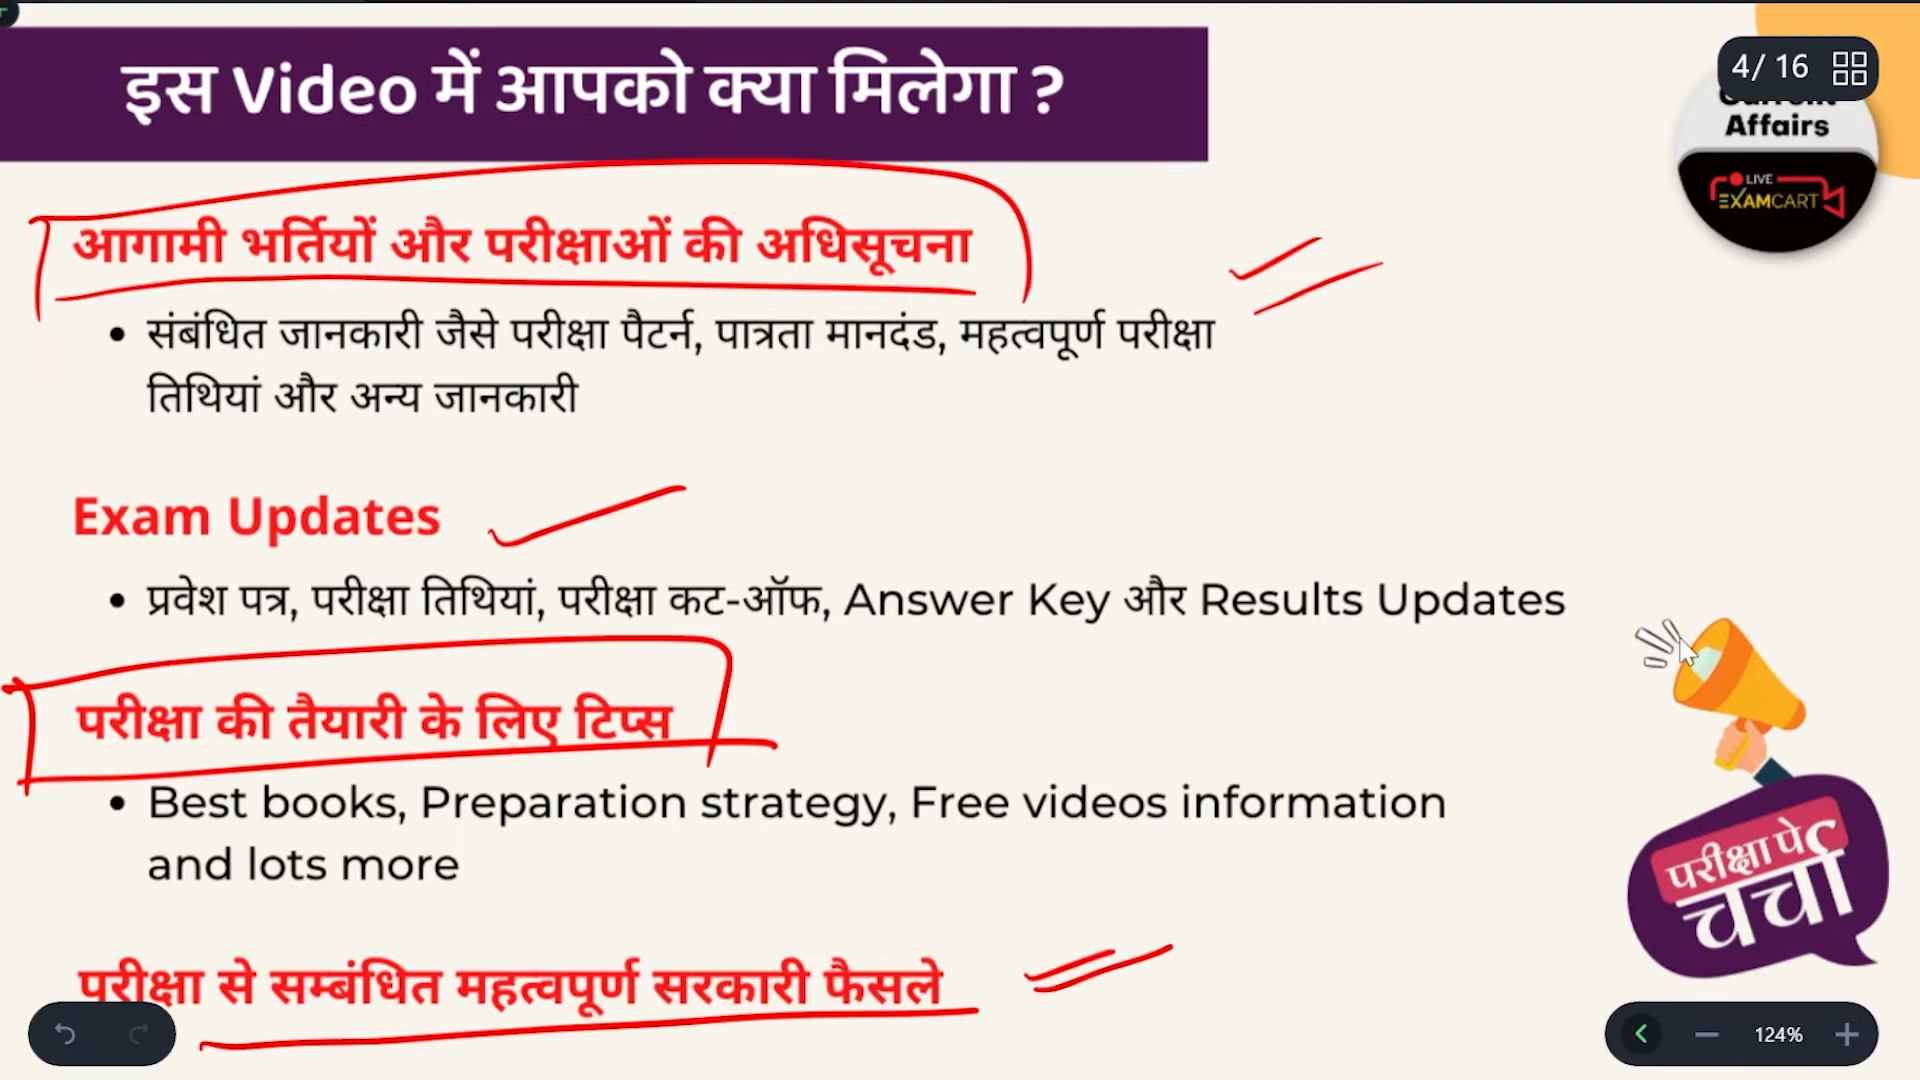 इस Video में आपको क्या मिलेगा ?
4/ 16
Affairs
LIVE
EXAMCART
आगामी भर्तियों और परीक्षाओं की अधिसूचना
• संबंधित जानकारी जैसे परीक्षा पैटर्न, पात्रता मानदंड, महत्वपूर्ण परीक्षा
तिथियां और अन्य जानकारी
Exam Updates
• प्रवेश पत्र, परीक्षा तिथियां, परीक्षा कट-ऑफ, Answer Key और Results Updates
परीक्षा की तैयारी के लिए टिप्स
• Best books, Preparation strategy, Free videos information
and lots more
परीक्षा पे
चर्चा
परीक्षा से सम्बंधित महत्वपूर्ण सरकारी फैसले
124%